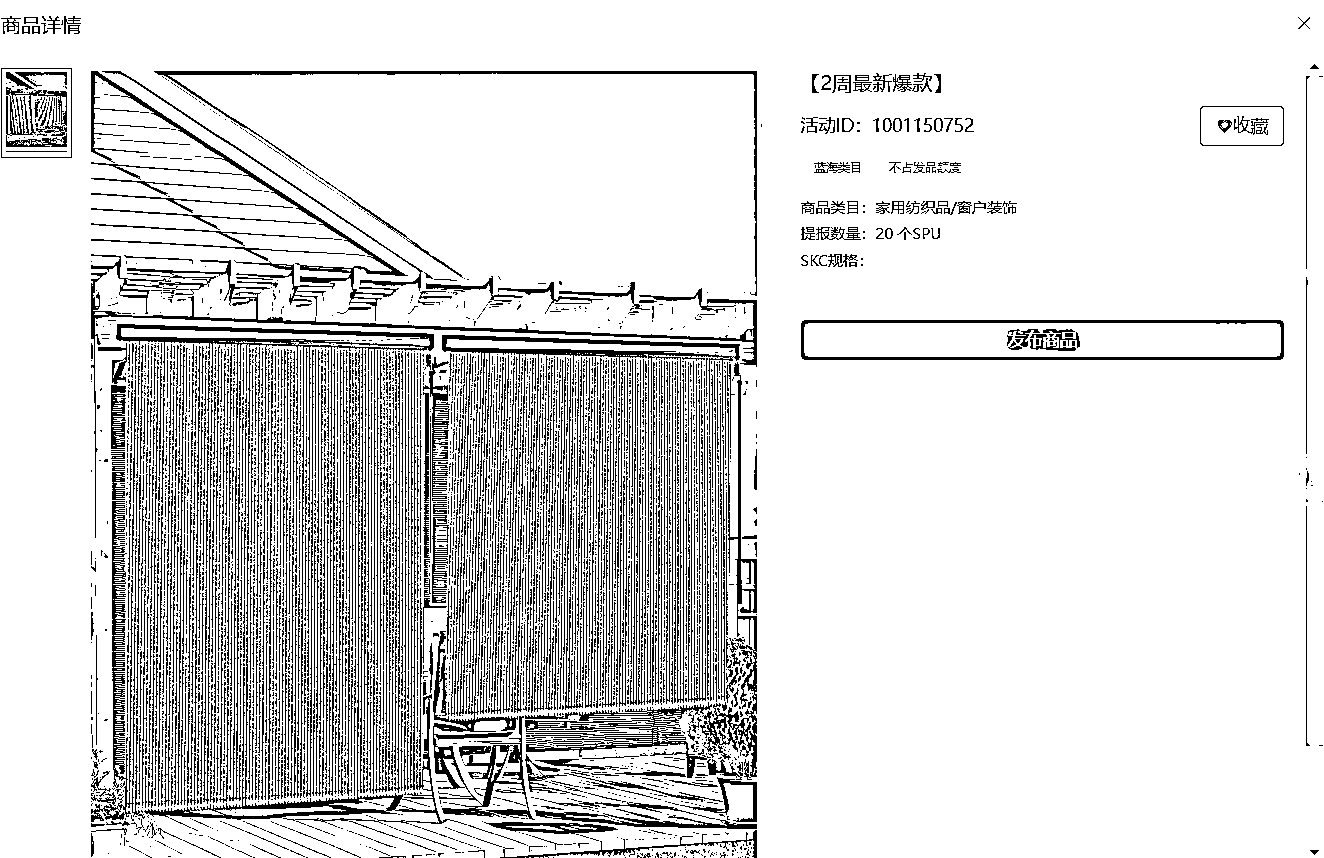 商品详情
【2周最新爆款】
活动ID：1001150752
收藏
蓝海类目 不占发品额度
商品类目：家用纺织品/窗户装饰
提报数量：20 个SPU
SKC规格：
发布商品